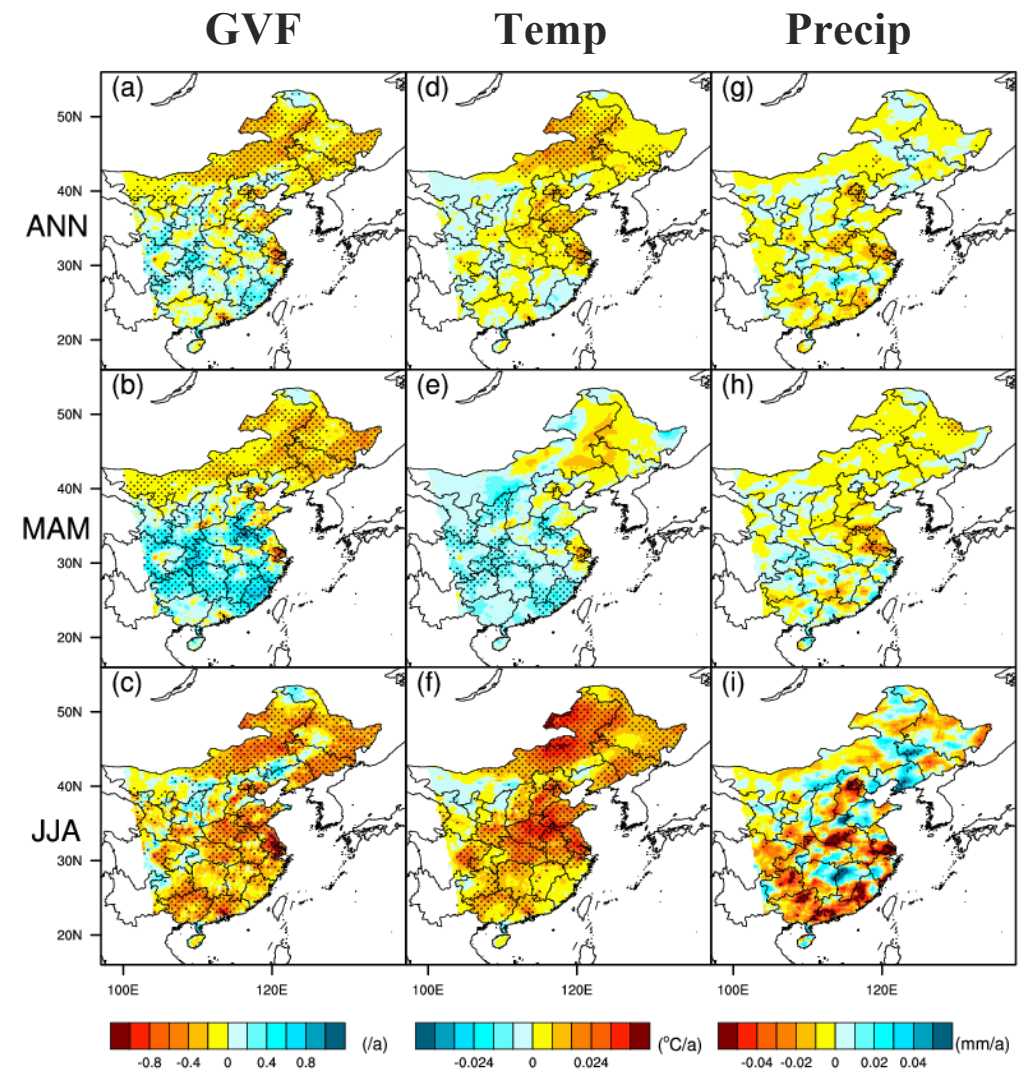 GVF Temp Precip
(a) (d) (g)
50N
40N
ANN
30N
20N
(b) (e) (h)
50N
40N
MAM
30N
20N
(c) (f) (i)
50N
40N
JJA
30N
20N
100E 120E 100E 120E 100E 120E
-0.8 -0.4 0 0.4 0.8 (/a) -0.024 0 0.024 (°C/a) -0.04 -0.02 0 0.02 0.04 (mm/a)